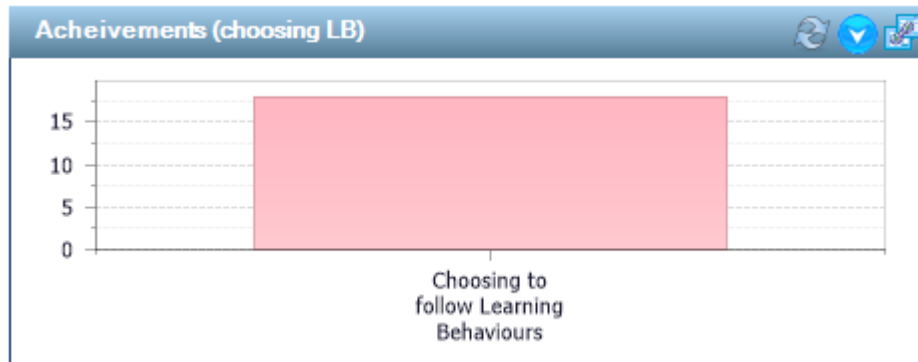 Acheivements (choosing LB)
15
10
5
0
Choosing to
follow Learning
Behaviours